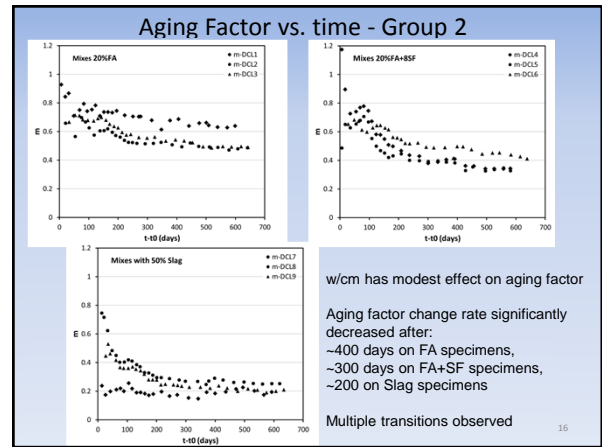 Aging Factor vs. time - Group 2
Mixes 20%FA
m-DCL1
m-DCL2
m-DCL3
1.2
1
0.8
0.6
0.4
0.2
0
m
0 100 200 300 400 500 600 700
t-t0 (days)
Mixes 20%FA+8SF
m-DCL4
m-DCL5
m-DCL6
1.2
1
0.8
0.6
0.4
0.2
0
m
0 100 200 300 400 500 600 700
t-t0 (days)
Mixes with 50% Slag
m-DCL7
m-DCL8
m-DCL9
1.2
1
0.8
0.6
0.4
0.2
0
m
0 100 200 300 400 500 600 700
t-t0 (days)
w/cm has modest effect on aging factor
Aging factor change rate significantly
decreased after:
~400 days on FA specimens,
~300 days on FA+SF specimens,
~200 on Slag specimens
Multiple transitions observed
16